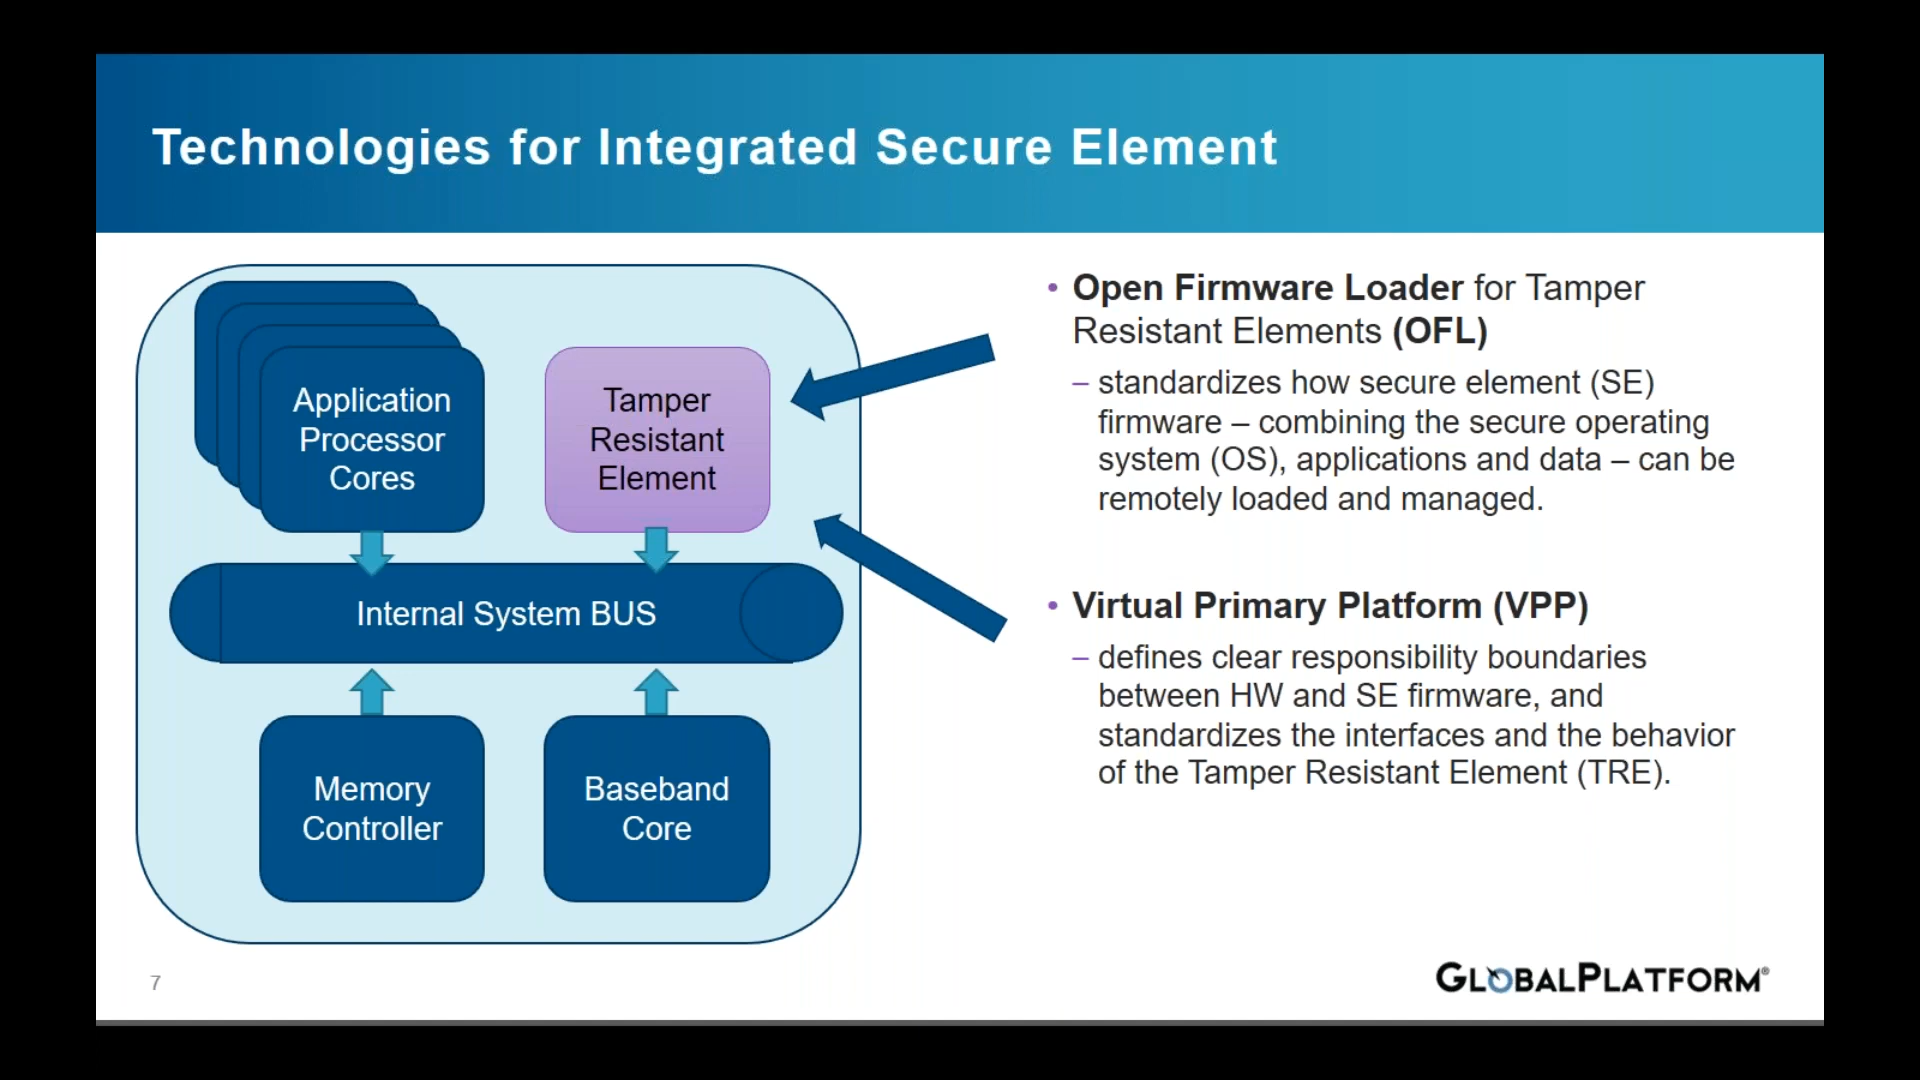 Technologies for Integrated Secure Element
Application
Processor
Cores
Tamper
Resistant
Element
Internal System BUS
Memory
Controller
Baseband
Core
• Open Firmware Loader for Tamper
Resistant Elements (OFL)
– standardizes how secure element (SE)
firmware – combining the secure operating
system (OS), applications and data – can be
remotely loaded and managed.
• Virtual Primary Platform (VPP)
– defines clear responsibility boundaries
between HW and SE firmware, and
standardizes the interfaces and the behavior
of the Tamper Resistant Element (TRE).
7
GLOBALPLATFORM®